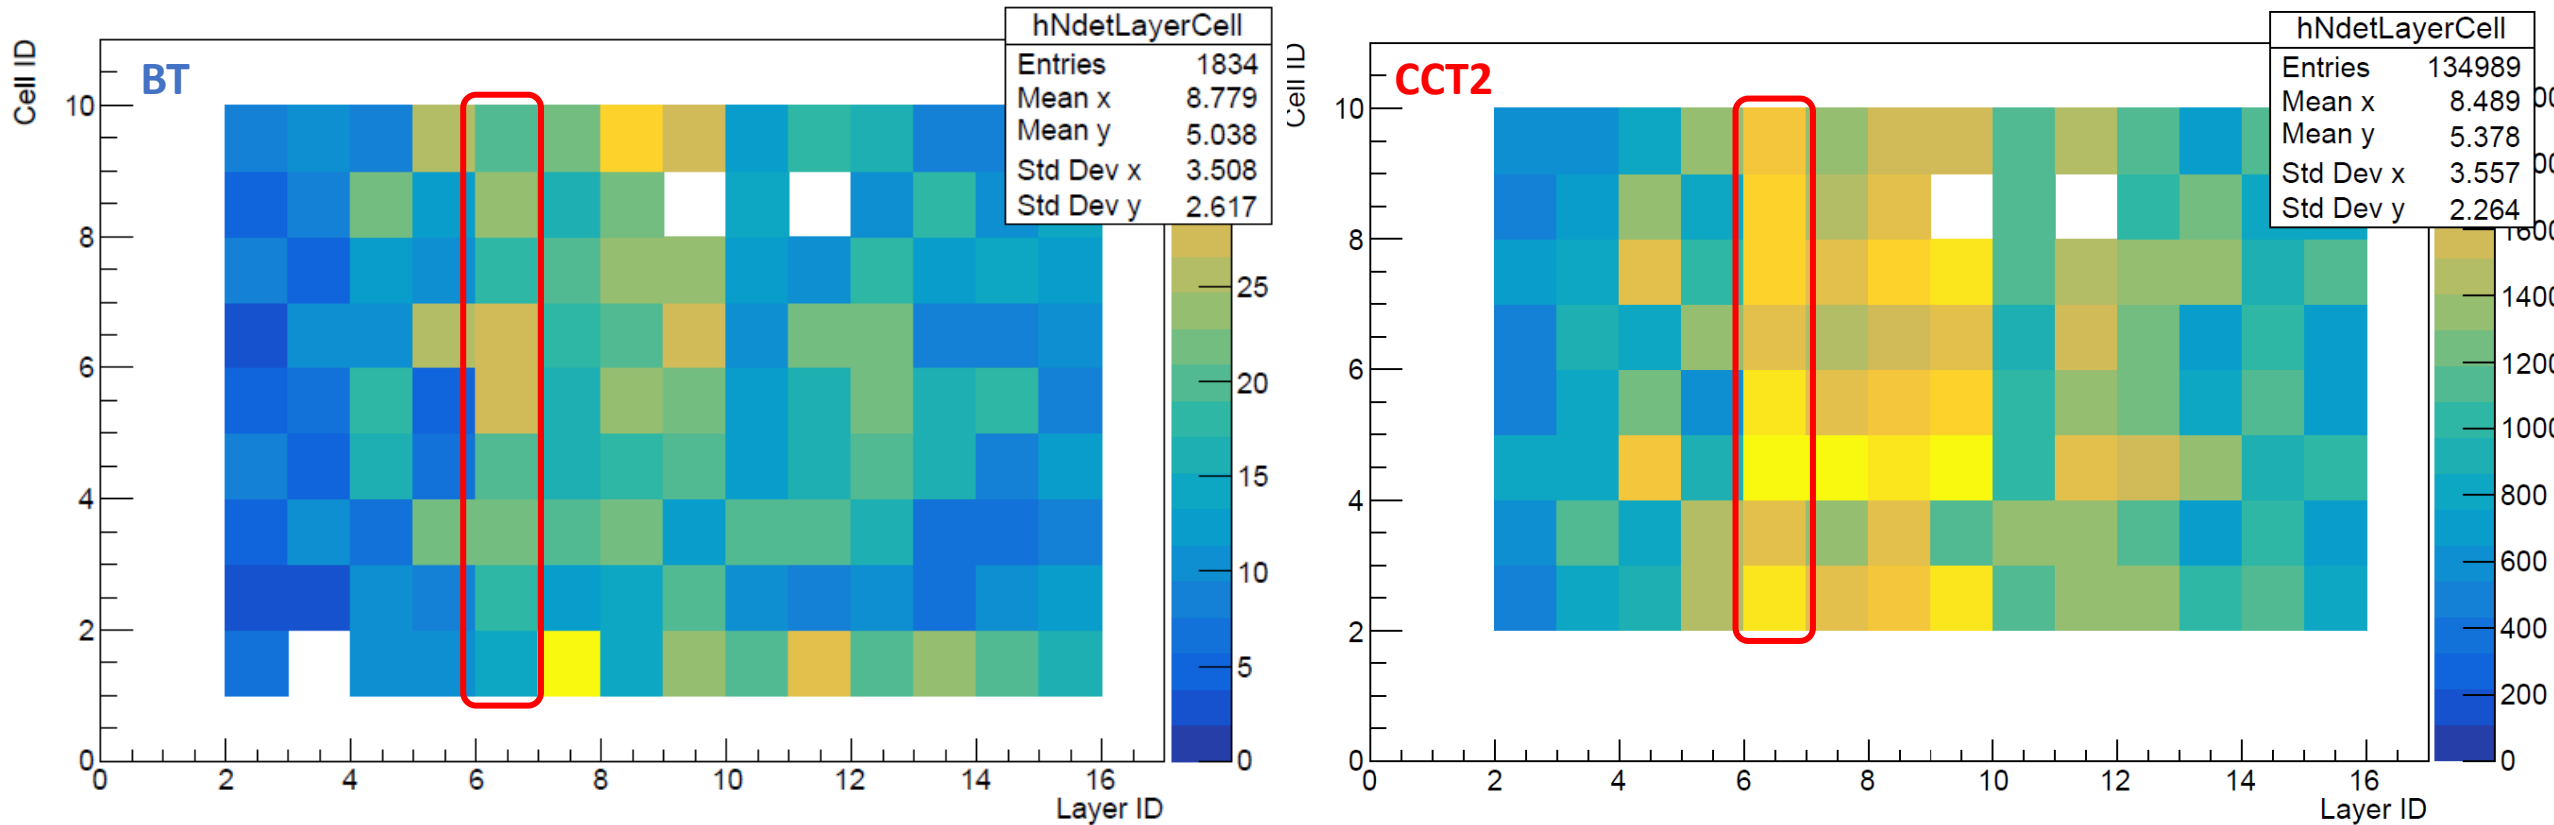 hNdetLayerCell
Entries 1834
Mean x 8.779
Mean y 5.038
Std Dev x 3.508
Std Dev y 2.617
BT
Cell ID
10
8
6
4
2
0
0 2 4 6 8 10 12 14 16
Layer ID
25
20
15
10
5
0
hNdetLayerCell
Entries 134989
Mean x 8.489
Mean y 5.378
Std Dev x 3.557
Std Dev y 2.264
CCT2
Cell ID
10
8
6
4
2
0
0 2 4 6 8 10 12 14 16
Layer ID
1600
1400
1200
1000
800
600
400
200
0